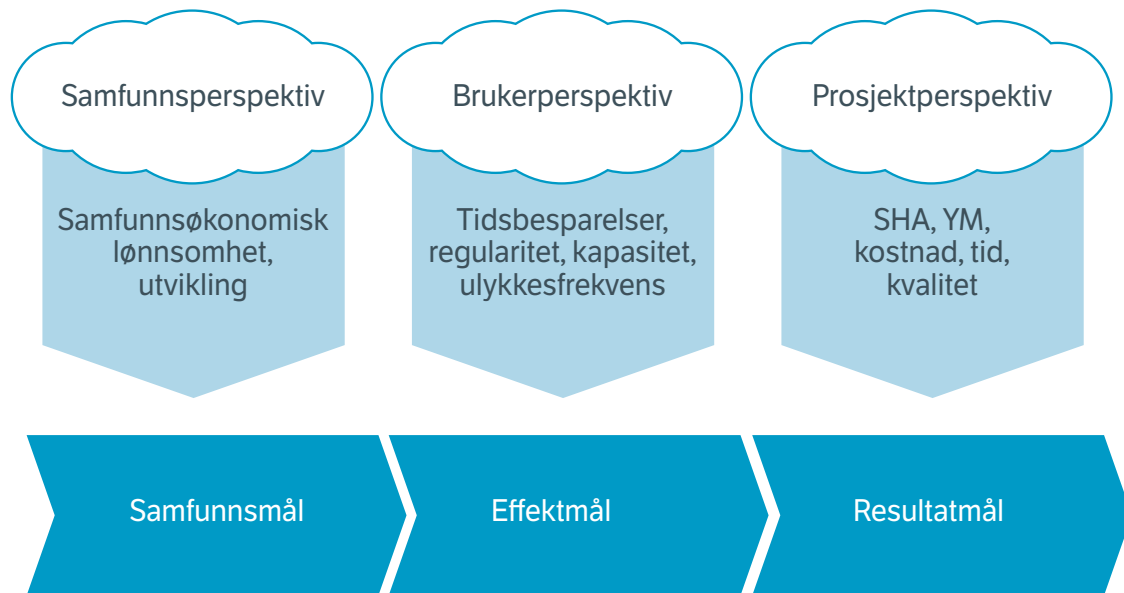 Samfunnsperspektiv
Samfunnsøkonomisk
lønnsomhet,
utvikling
Samfunnsmål
Brukerperspektiv
Tidsbesparelser,
regularitet, kapasitet,
ulykkesfrekvens
Effektmål
Prosjektperspektiv
SHA, YM,
kostnad, tid,
kvalitet
Resultatmål